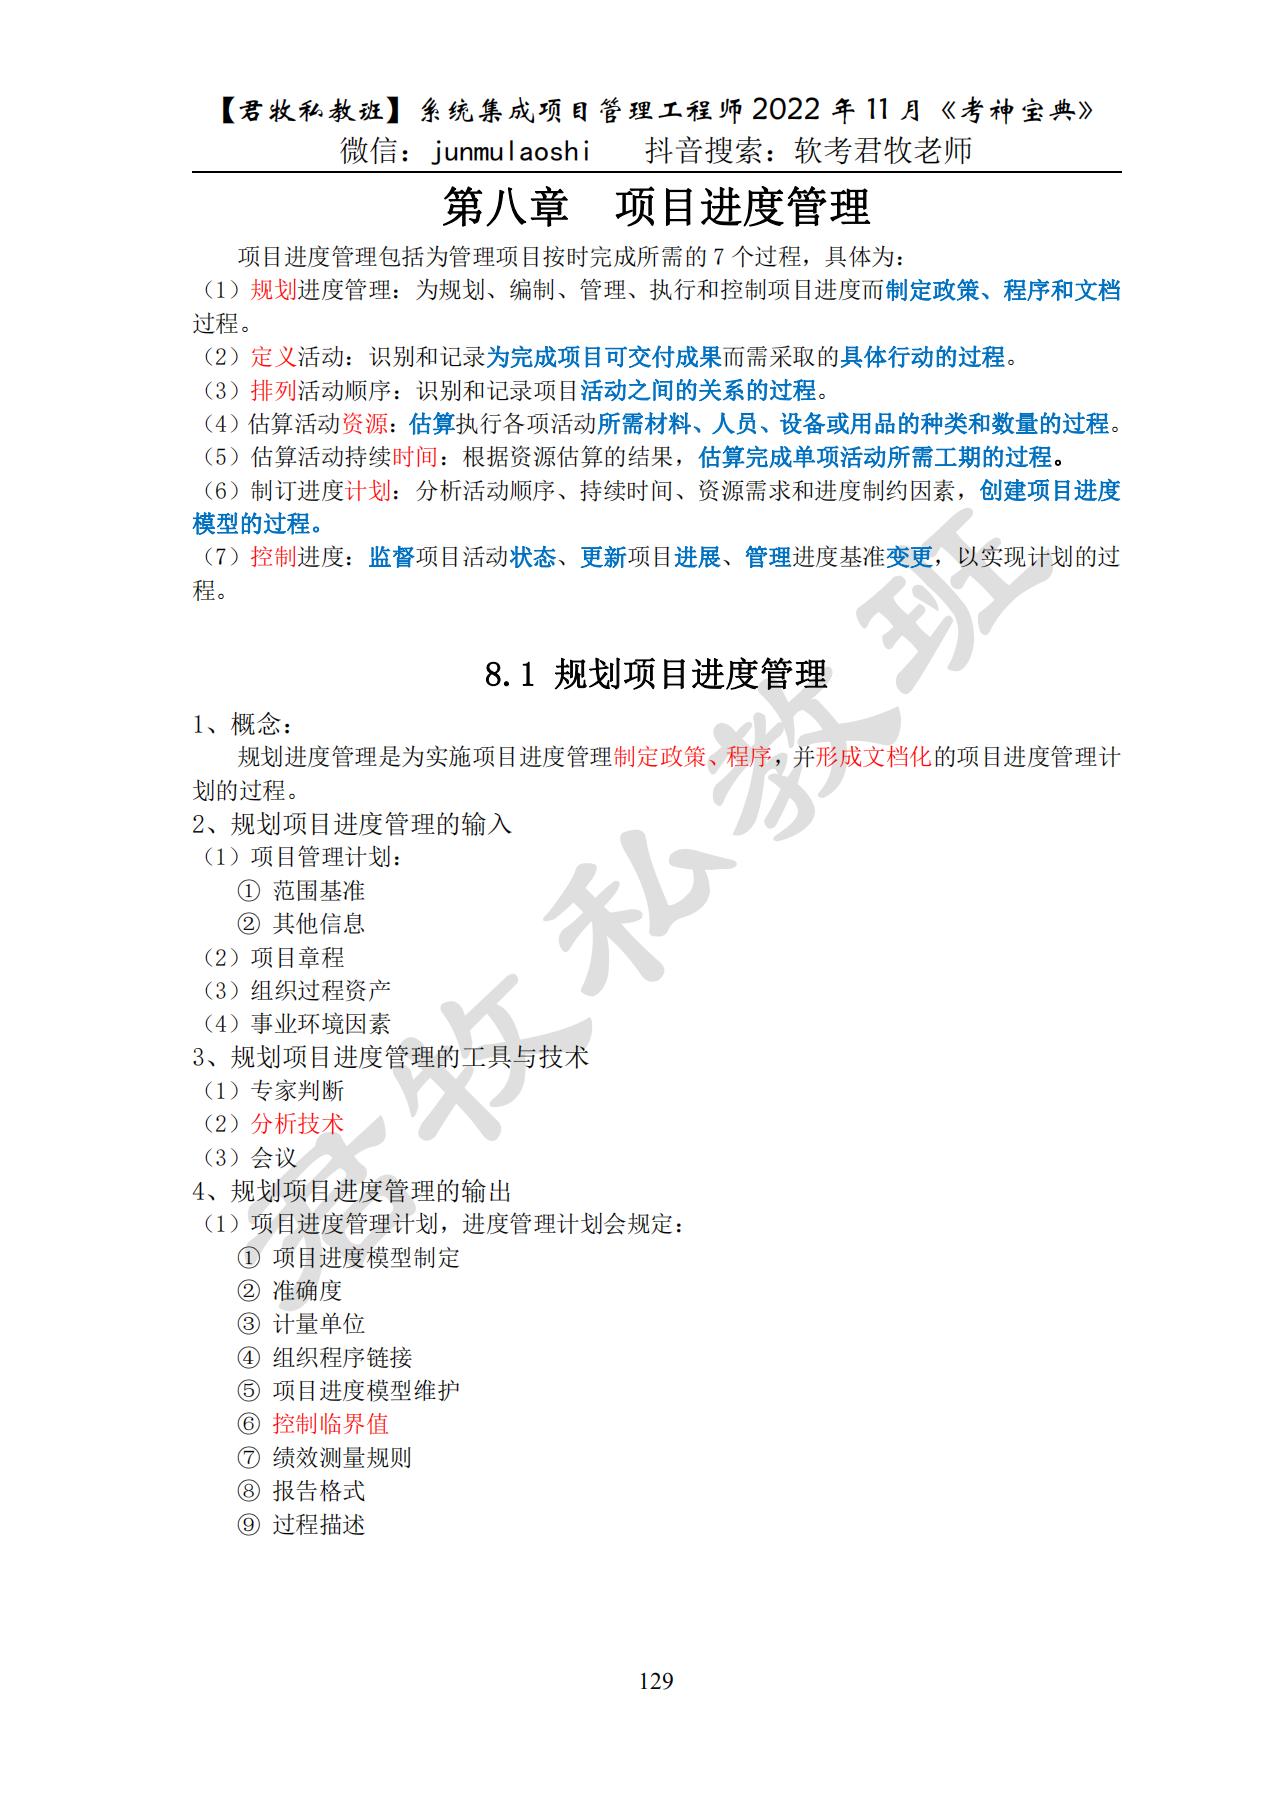 【君牧私教班】系统集成项目管理工程师2022年11月《考神宝典》
微信：junmulaoshi 抖音搜索：软考君牧老师
第八章 项目进度管理
项目进度管理包括为管理项目按时完成所需的7个过程，具体为：
（1）规划进度管理：为规划、编制、管理、执行和控制项目进度而制定政策、程序和文档
过程。
（2）定义活动：识别和记录为完成项目可交付成果而需采取的具体行动的过程。
（3）排列活动顺序：识别和记录项目活动之间的关系的过程。
（4）估算活动资源：估算执行各项活动所需材料、人员、设备或用品的种类和数量的过程。
（5）估算活动持续时间：根据资源估算的结果，估算完成单项活动所需工期的过程。
（6）制订进度计划：分析活动顺序、持续时间、资源需求和进度制约因素，创建项目进度
模型的过程。
（7）控制进度：监督项目活动状态、更新项目进展、管理进度基准变更，以实现计划的过
程。
8.1 规划项目进度管理
1、概念：
规划进度管理是为实施项目进度管理制定政策、程序，并形成文档化的项目进度管理计
划的过程。
2、规划项目进度管理的输入
（1）项目管理计划：
① 范围基准
② 其他信息
（2）项目章程
（3）组织过程资产
（4）事业环境因素
3、规划项目进度管理的工具与技术
（1）专家判断
（2）分析技术
（3）会议
4、规划项目进度管理的输出
（1）项目进度管理计划，进度管理计划会规定：
① 项目进度模型制定
② 准确度
③ 计量单位
④ 组织程序链接
⑤ 项目进度模型维护
⑥ 控制临界值
⑦ 绩效测量规则
⑧ 报告格式
⑨ 过程描述
君牧私教班
129